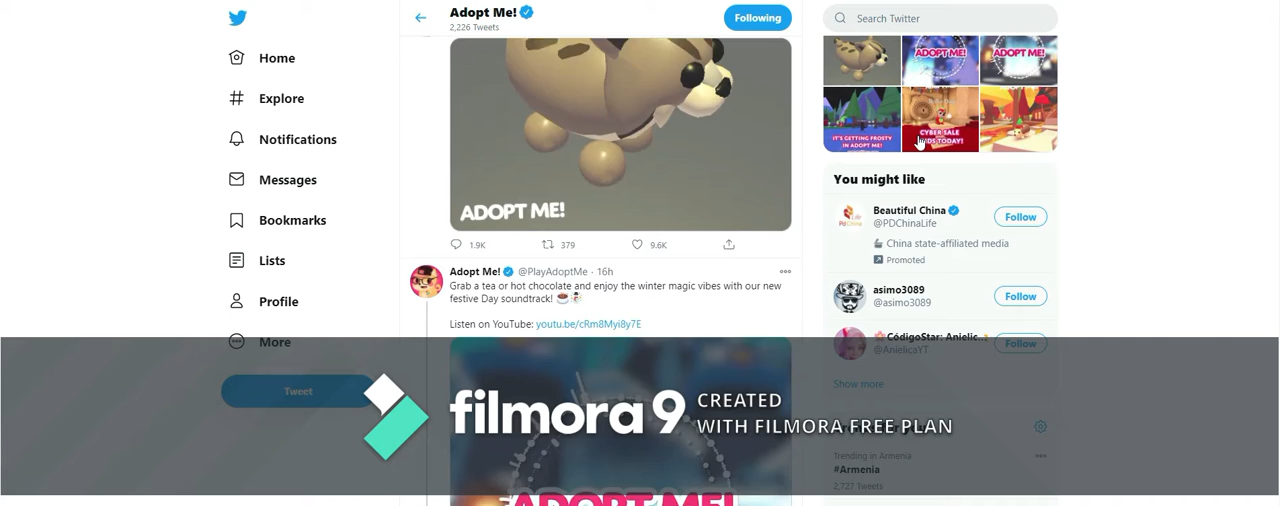 Home
Explore
Notifications
Messages
Bookmarks
Lists
Profile
More
Tweet
Adopt Me!
2,226 Tweets
Following
ADOPT ME!
1.9K
379
9.6K
Adopt Me! @PlayAdoptMe · 16h
Grab a tea or hot chocolate and enjoy the winter magic vibes with our new
festive Day soundtrack!
Listen on YouTube: youtu.be/cRm8Myi8y7E
ADOPT ME!
Search Twitter
ADOPT ME!
ADOPT ME!
IT'S GETTING FROSTY
IN ADOPT ME!
CYBER SALE
TODAY!
You might like
Beautiful China
@PDChinaLife
Follow
China state-affiliated media
Promoted
asimo3089
@asimo3089
Follow
CódigoStar: Anielic..
@AnielicaYT
Follow
Show more
Trending in Armenia
#Armenia
2,727 Tweets
filmora9
CREATED
WITH FILMORA FREE PLAN